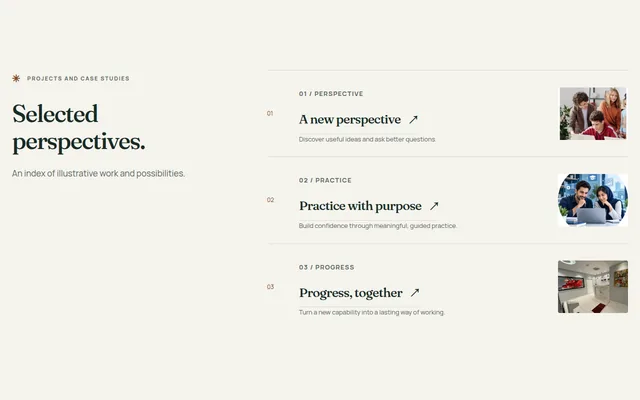 PROJECTS AND CASE STUDIES
Selected
perspectives.
An index of illustrative work and possibilities.
01
01 / PERSPECTIVE
A new perspective ↗
Discover useful ideas and ask better questions.
02
02 / PRACTICE
Practice with purpose ↗
Build confidence through meaningful, guided practice.
03
03 / PROGRESS
Progress, together ↗
Turn a new capability into a lasting way of working.